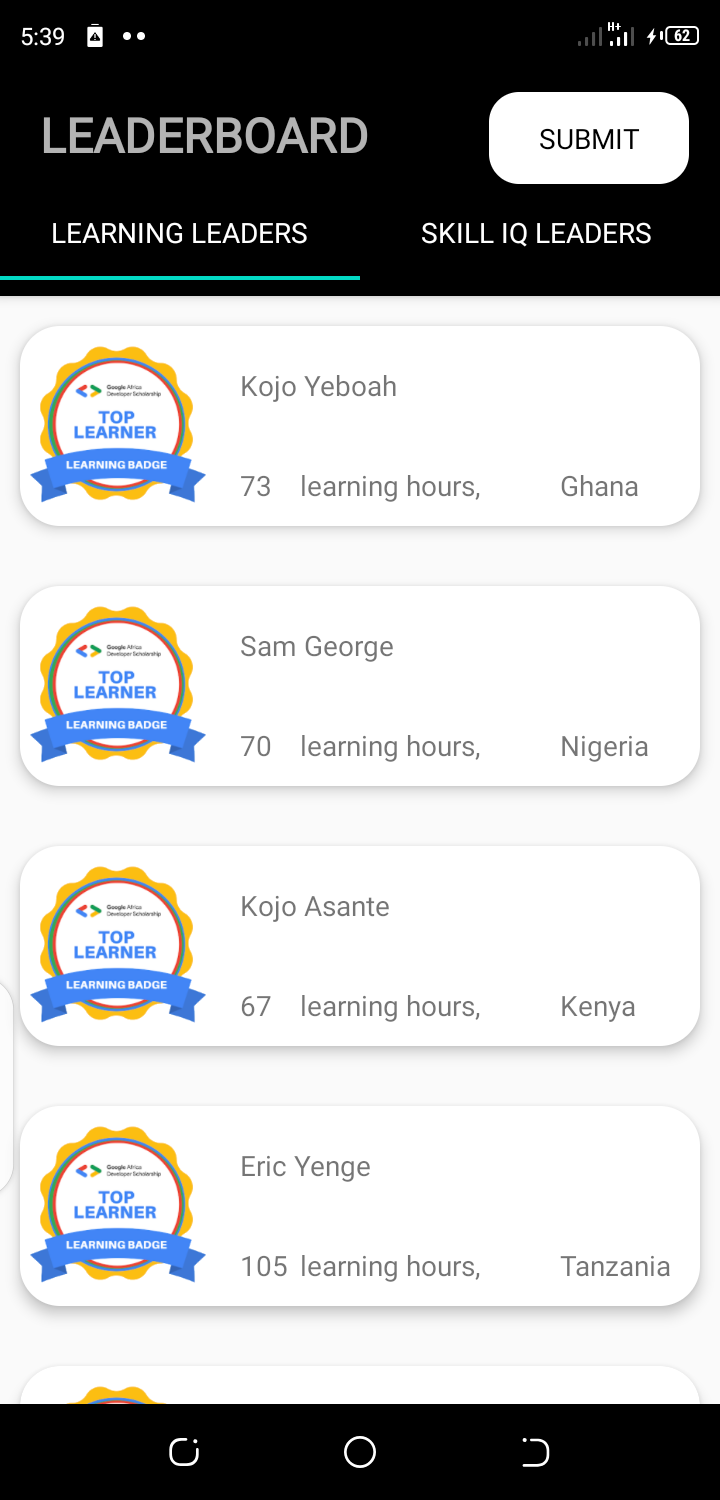 5:39
H+
62
LEADERBOARD
SUBMIT
LEARNING LEADERS
SKILL IQ LEADERS
Google Africa
Developer Scholarship
TOP
LEARNER
LEARNING BADGE
Kojo Yeboah
73 learning hours, Ghana
Google Africa
Developer Scholarship
TOP
LEARNER
LEARNING BADGE
Sam George
70 learning hours, Nigeria
Google Africa
Developer Scholarship
TOP
LEARNER
LEARNING BADGE
Kojo Asante
67 learning hours, Kenya
Google Africa
Developer Scholarship
TOP
LEARNER
LEARNING BADGE
Eric Yenge
105 learning hours, Tanzania